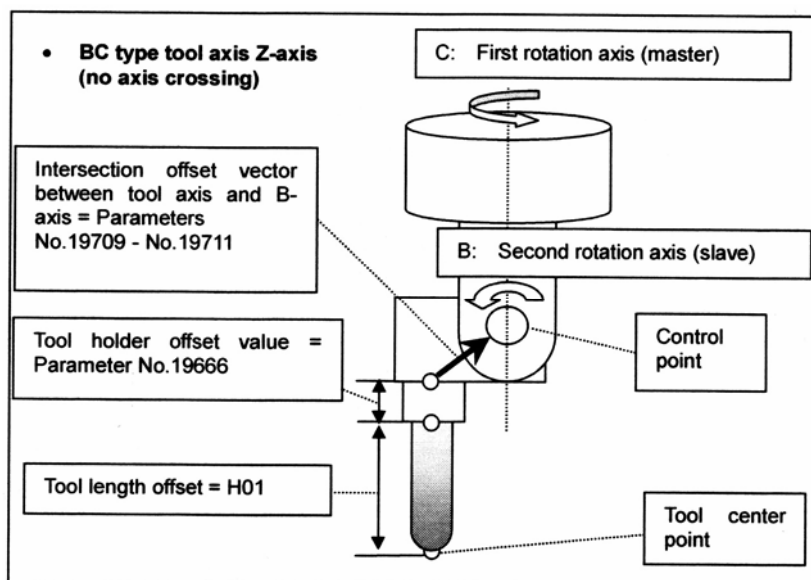 • BC type tool axis Z-axis
(no axis crossing)
C: First rotation axis (master)
Intersection offset vector
between tool axis and B-
axis = Parameters
No.19709 - No.19711
B: Second rotation axis (slave)
Tool holder offset value =
Parameter No.19666
Control
point
Tool length offset = H01
Tool center
point